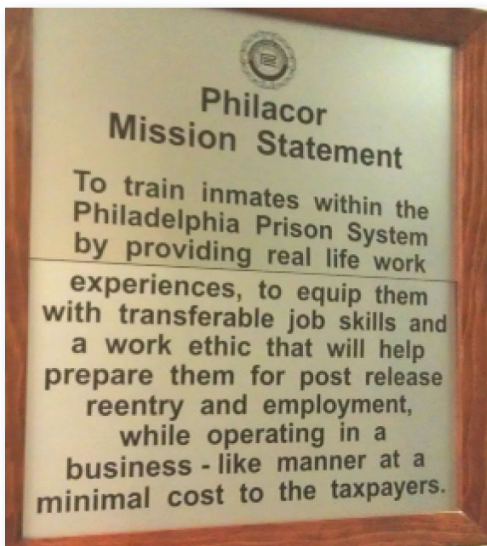 Philacor
Mission Statement
To train inmates within the
Philadelphia Prison System
by providing real life work
experiences, to equip them
with transferable job skills and
a work ethic that will help
prepare them for post release
reentry and employment,
while operating in a
business - like manner at a
minimal cost to the taxpayers.